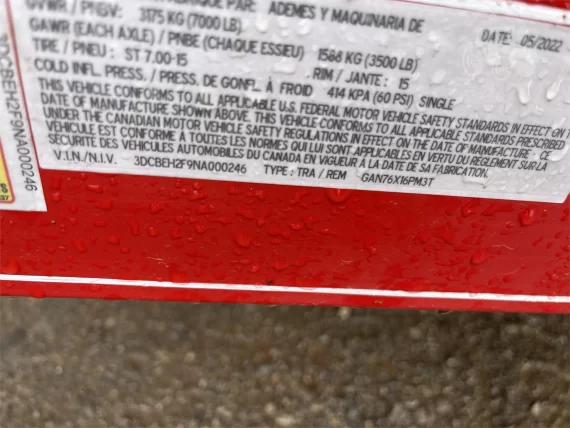 GVWR / PNBV: 3175 KG (7000 LB)
ADEMES Y MAQUINARIA DE
DATE: 05/2022
GAWR (EACH AXLE) / PNBE (CHAQUE ESSIEU) 1588 KG (3500 LB)
TIRE / PNEU : ST 7.00-15 RIM / JANTE : 15
COLD INFL. PRESS. / PRESS. DE GONFL. À FROID 414 KPA (60 PSI) SINGLE
THIS VEHICLE CONFORMS TO ALL APPLICABLE U.S. FEDERAL MOTOR VEHICLE SAFETY STANDARDS IN EFFECT ON T
DATE OF MANUFACTURE SHOWN ABOVE. THIS VEHICLE CONFORMS TO ALL APPLICABLE STANDARDS PRESCRIBED
UNDER THE CANADIAN MOTOR VEHICLE SAFETY REGULATIONS IN EFFECT ON THE DATE OF MANUFACTURE - CE
VÉHICULE EST CONFORME À TOUTES LES NORMES QUI LUI SONT APPLICABLES EN VERTU DU RÈGLEMENT SUR LA
SÉCURITÉ DES VÉHICULES AUTOMOBILES DU CANADA EN VIGUEUR A LA DATE DE SA FABRICATION.
V.I.N./N.I.V. 3DCBEH2F9NA000246 TYPE : TRA / REM GAN76X16PM3T
3DCBEH2F9NA000246